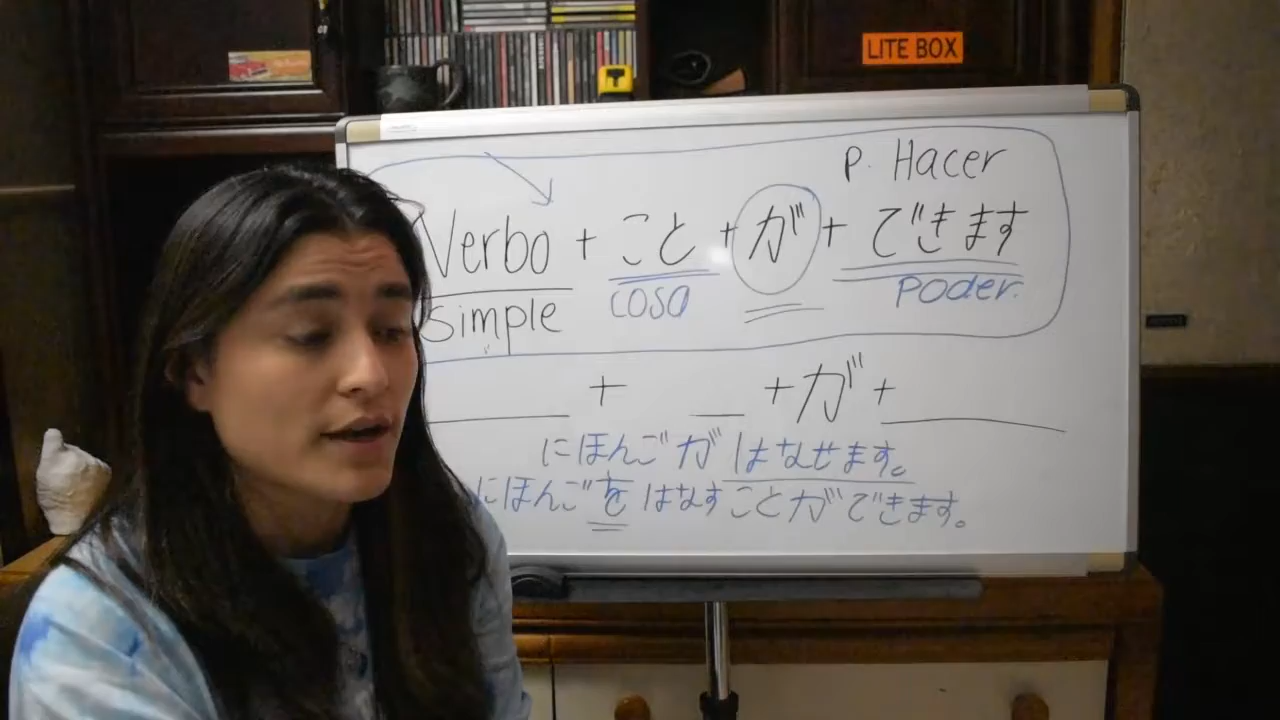 LITE BOX
P. Hacer
Verbo + こと + が + できます
simple cosa poder.
+ + が +
にほんごが はなせます。
にほんごを はなすことができます。